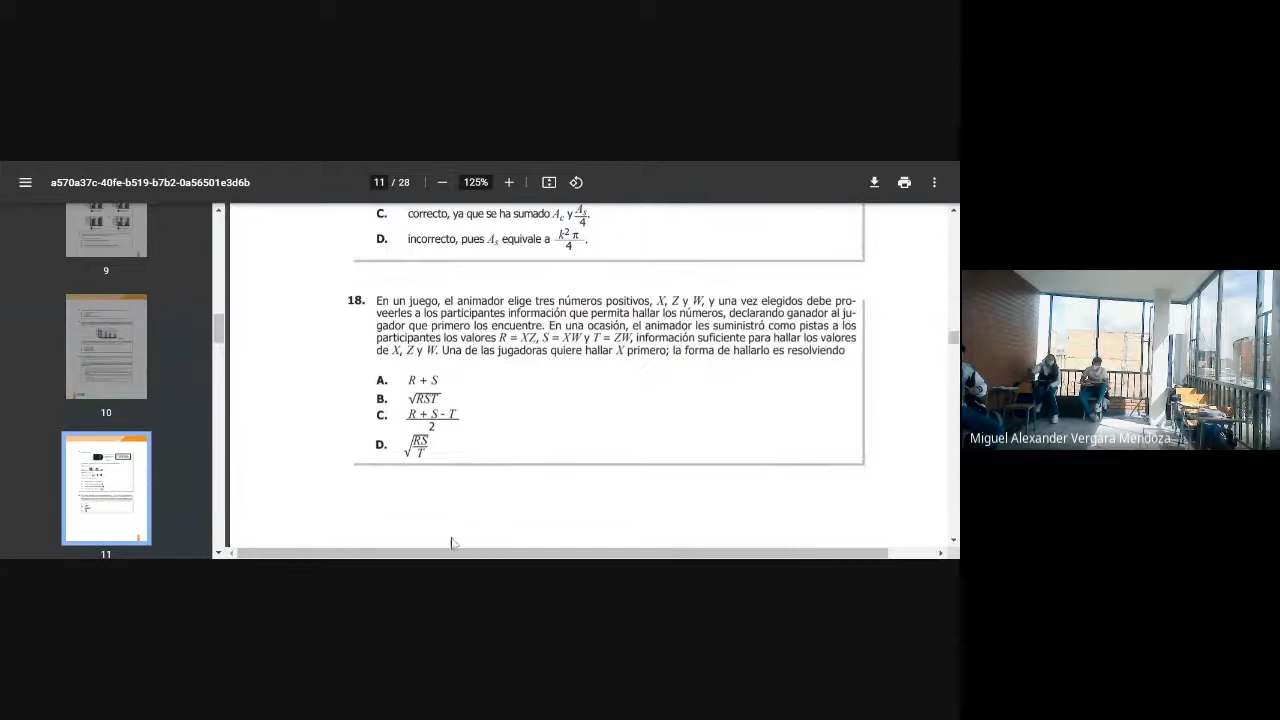 a570a37c-40fe-b519-b7b2-0a56501e3d6b
11 / 28
125%
9
10
11
C. correcto, ya que se ha sumado A_c y A_s/4.
D. incorrecto, pues A_s equivale a k² π/4.
18. En un juego, el animador elige tres números positivos, X, Z y W, y una vez elegidos debe pro-
veerles a los participantes información que permita hallar los números, declarando ganador al ju-
gador que primero los encuentre. En una ocasión, el animador les suministró como pistas a los
participantes los valores R = XZ, S = XW y T = ZW, información suficiente para hallar los valores
de X, Z y W. Una de las jugadoras quiere hallar X primero; la forma de hallarlo es resolviendo
A. R + S
B. √RST
C. R + S - T
2
D. √RS
T
Miguel Alexander Vergara Mendoza